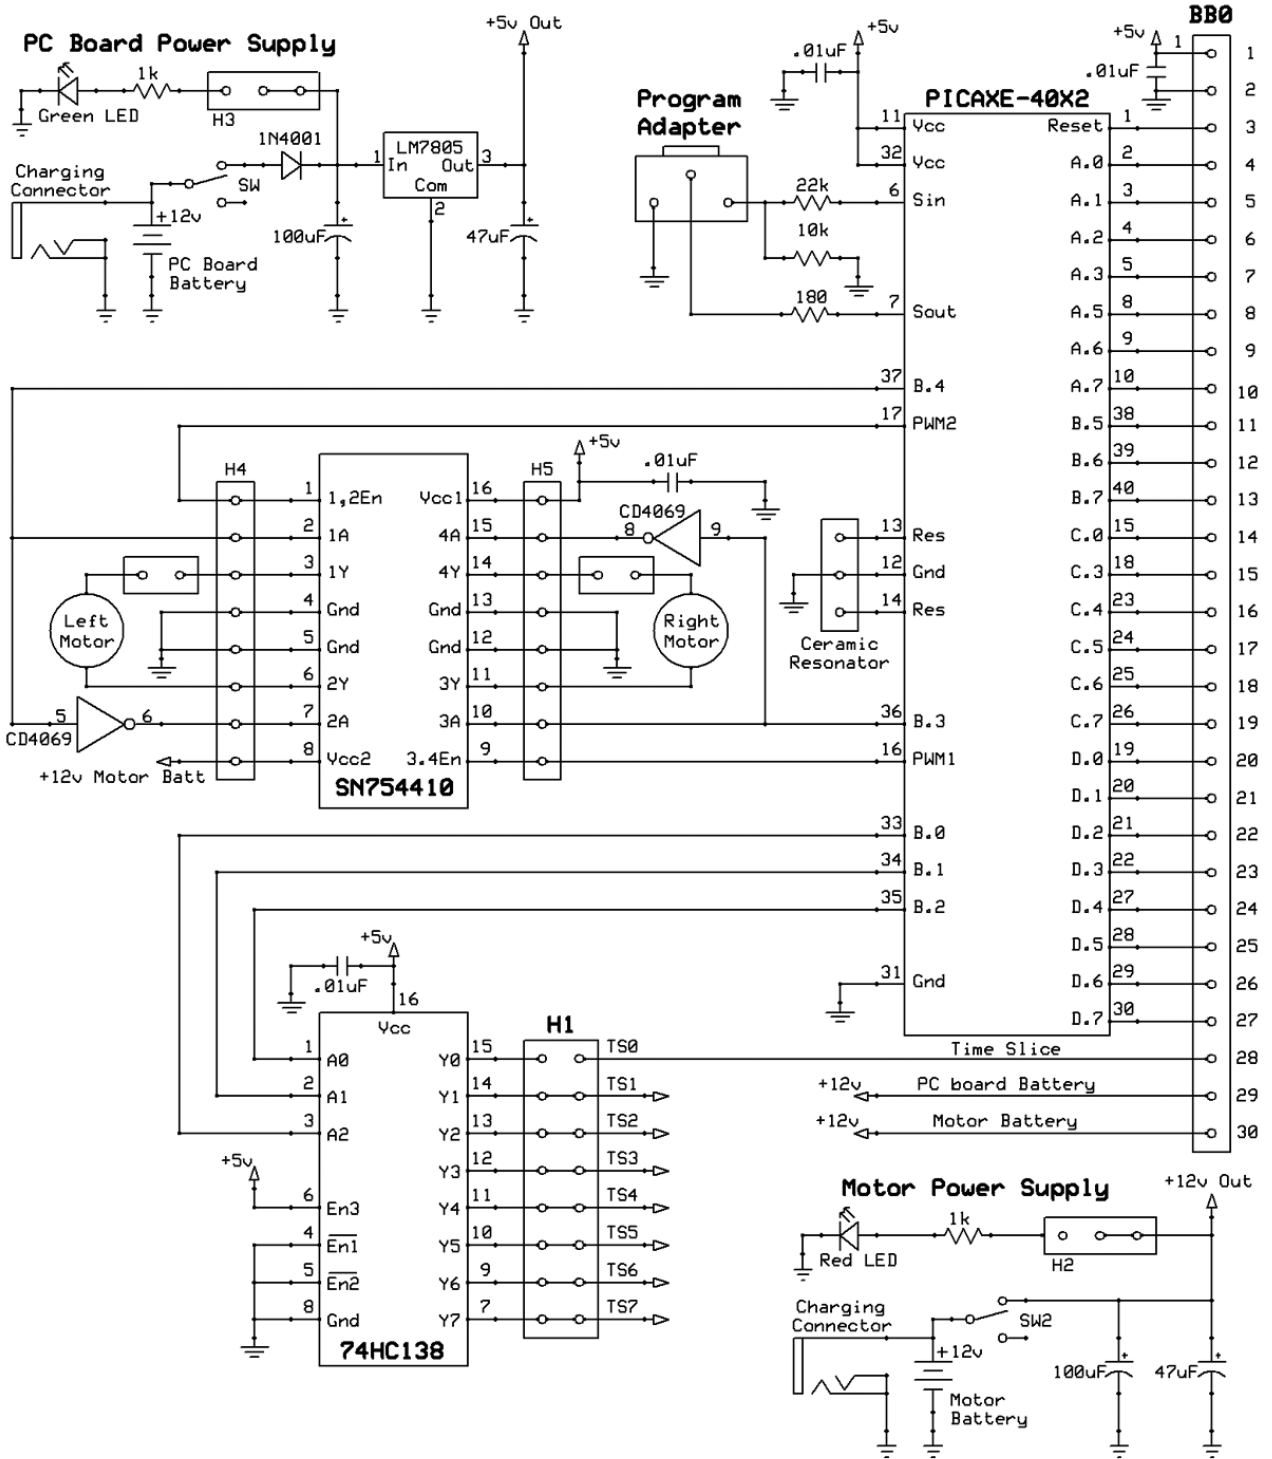 PC Board Power Supply
+5v Out
1k
Green LED
H3
1N4001
Charging
Connector
SW
+12v
PC Board
Battery
100uF
LM7805
1 In
Out 3
Com
2
47uF
Program
Adapter
22k
10k
180
.01uF
+5v
PICAXE-40X2
11 Vcc
32 Vcc
6 Sin
7 Sout
37 B.4
17 PWM2
13 Res
12 Gnd
14 Res
36 B.3
16 PWM1
33 B.0
34 B.1
35 B.2
31 Gnd
BB0
+5v
.01uF
1 1
2
Reset 1 3
A.0 2 4
A.1 3 5
A.2 4 6
A.3 5 7
A.5 8 8
A.6 9 9
A.7 10 10
B.5 38 11
B.6 39 12
B.7 40 13
C.0 15 14
C.3 18 15
C.4 23 16
C.5 24 17
C.6 25 18
C.7 26 19
D.0 19 20
D.1 20 21
D.2 21 22
D.3 22 23
D.4 27 24
D.5 28 25
D.6 29 26
D.7 30 27
Time Slice 28
+12v PC board Battery 29
+12v Motor Battery 30
Ceramic
Resonator
H4
H5
+5v
.01uF
CD4069
8 9
1 1,2En Vcc1 16
2 1A 4A 15
3 1Y 4Y 14
4 Gnd Gnd 13
5 Gnd Gnd 12
6 2Y 3Y 11
7 2A 3A 10
8 Vcc2 3.4En 9
SN754410
Left
Motor
Right
Motor
5 6
CD4069
+12v Motor Batt
+5v
.01uF
16
Vcc
H1
1 A0 Y0 15 TS0
2 A1 Y1 14 TS1
3 A2 Y2 13 TS2
Y3 12 TS3
+5v
6 En3 Y4 11 TS4
4 En1 Y5 10 TS5
5 En2 Y6 9 TS6
8 Gnd Y7 7 TS7
74HC138
Motor Power Supply
+12v Out
1k
Red LED
H2
Charging
Connector
SW2
+12v
Motor
Battery
100uF
47uF